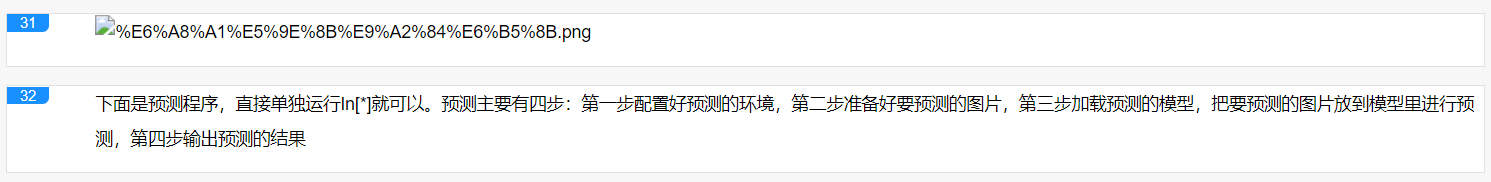 31
%E6%A8%A1%E5%9E%8B%E9%A2%84%E6%B5%8B.png
32
下面是预测程序，直接单独运行In[*]就可以。预测主要有四步：第一步配置好预测的环境，第二步准备好要预测的图片，第三步加载预测的模型，把要预测的图片放到模型里进行预
测，第四步输出预测的结果